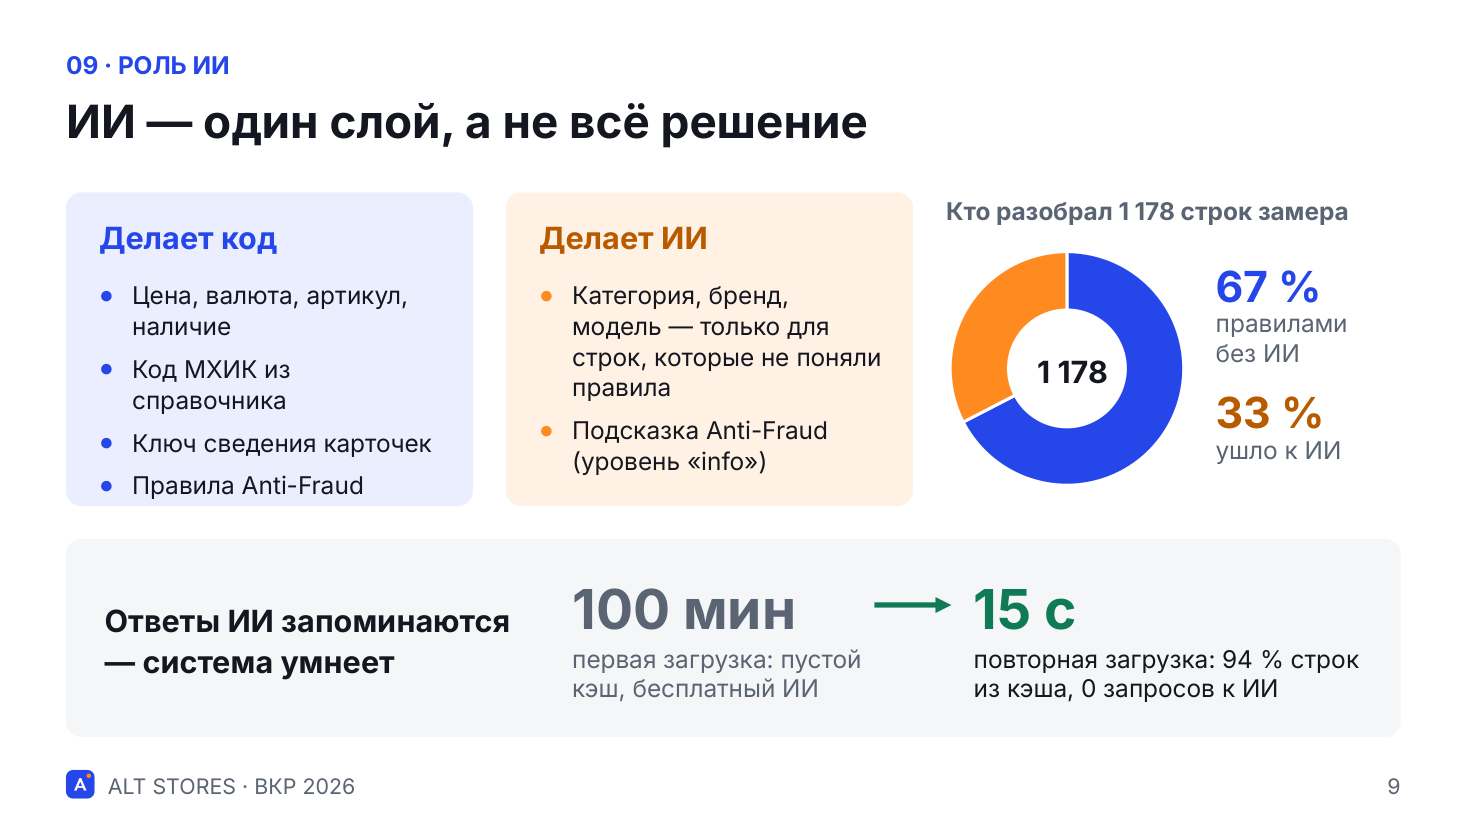 09 · РОЛЬ ИИ
ИИ — один слой, а не всё решение
Делает код
Цена, валюта, артикул,
наличие
Код МХИК из
справочника
Ключ сведения карточек
Правила Anti-Fraud
Делает ИИ
Категория, бренд,
модель — только для
строк, которые не поняли
правила
Подсказка Anti-Fraud
(уровень «info»)
Кто разобрал 1 178 строк замера
1 178
67 %
правилами
без ИИ
33 %
ушло к ИИ
Ответы ИИ запоминаются
— система умнеет
100 мин
первая загрузка: пустой
кэш, бесплатный ИИ
15 с
повторная загрузка: 94 % строк
из кэша, 0 запросов к ИИ
A ALT STORES · ВКР 2026
9